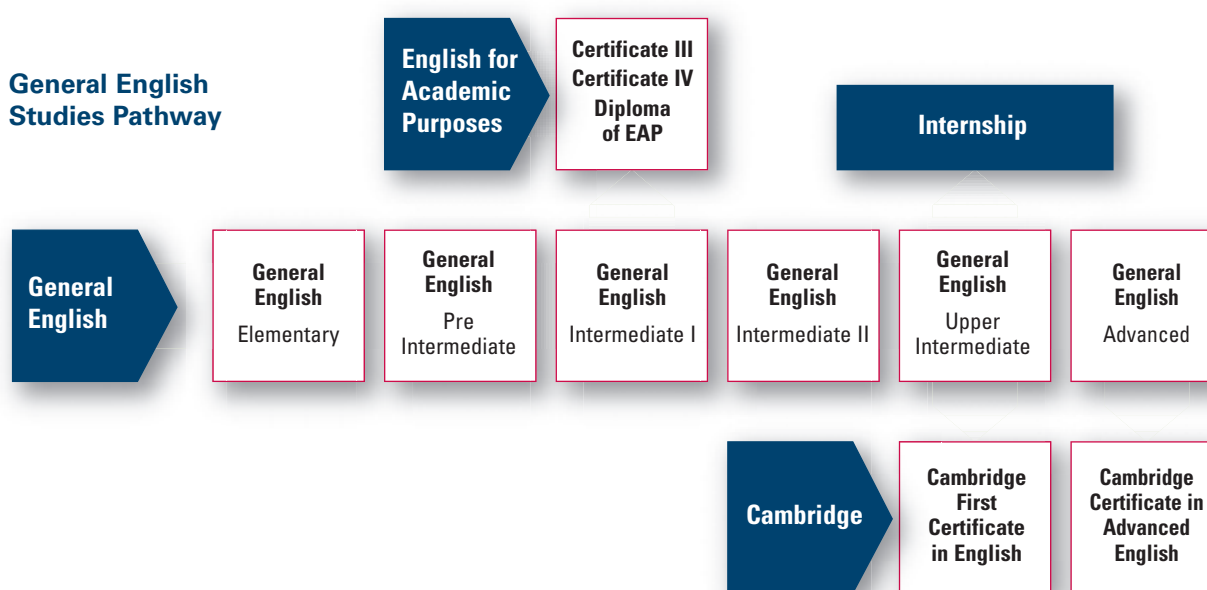 General English
Studies Pathway
English for
Academic
Purposes
Certificate III
Certificate IV
Diploma
of EAP
Internship
General
English
General
English
Elementary
General
English
Pre
Intermediate
General
English
Intermediate I
General
English
Intermediate II
General
English
Upper
Intermediate
General
English
Advanced
Cambridge
Cambridge
First
Certificate
in English
Cambridge
Certificate in
Advanced
English